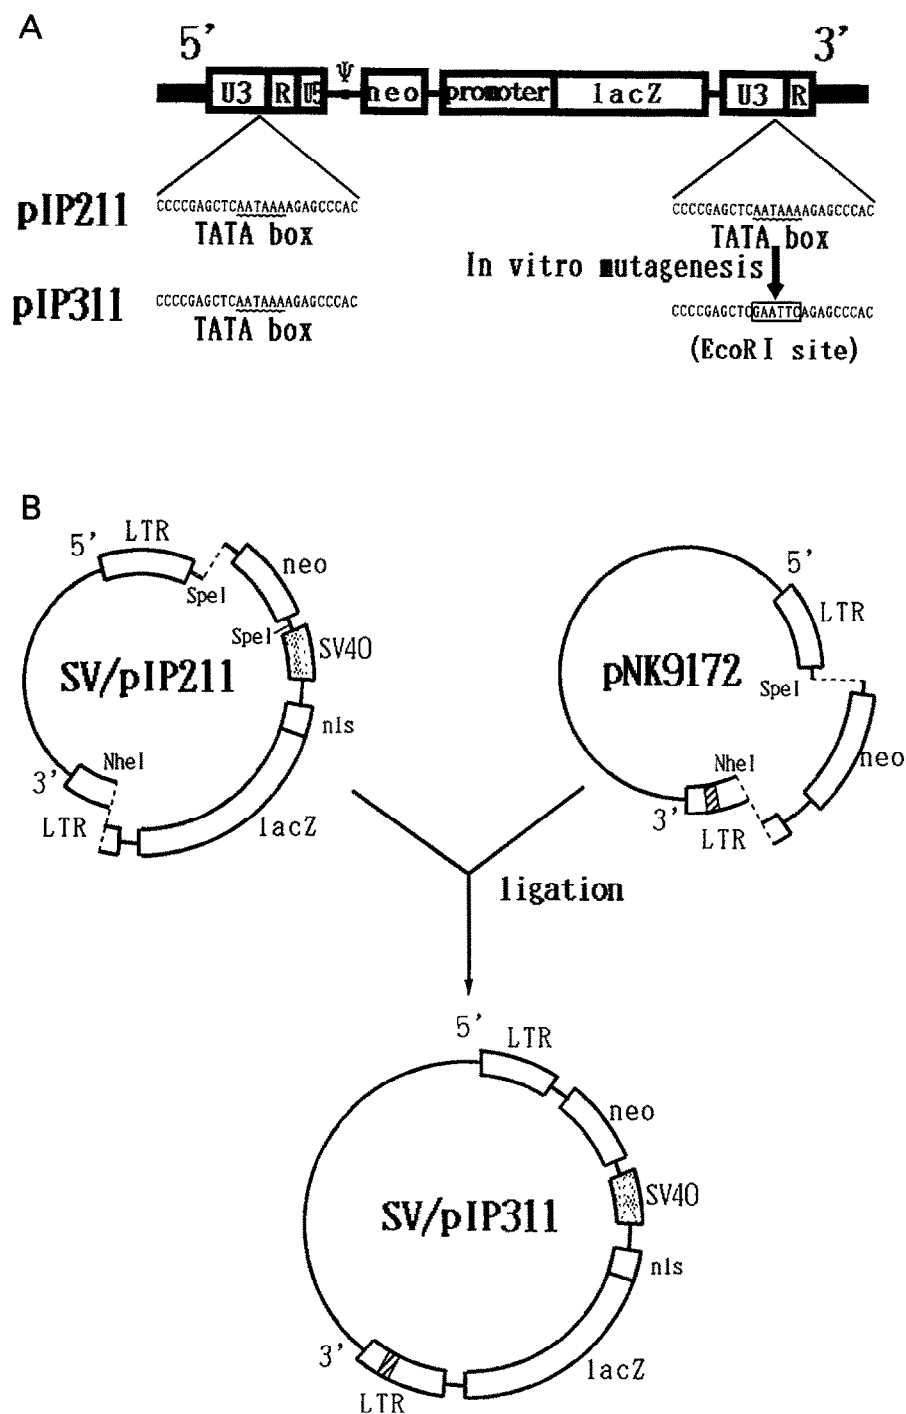 A
5' 3'
U3 R U5 Ψ neo promoter lacZ U3 R
pIP211 CCCCGAGCTCAATAAAAGAGCCCAC CCCCGAGCTCAATAAAAGAGCCCAC
TATA box TATA box
In vitro mutagenesis
pIP311 CCCCGAGCTCAATAAAAGAGCCCAC CCCCGAGCTCGAATTCAGAGCCCAC
TATA box (EcoRI site)
B
5' LTR
SpeI
neo
SpeI
SV40
SV/pIP211
nls
NheI
3'
LTR
lacZ
5'
LTR
pNK9172
SpeI
neo
NheI
3'
LTR
ligation
5' LTR
neo
SV40
SV/pIP311
nls
3'
LTR
lacZ